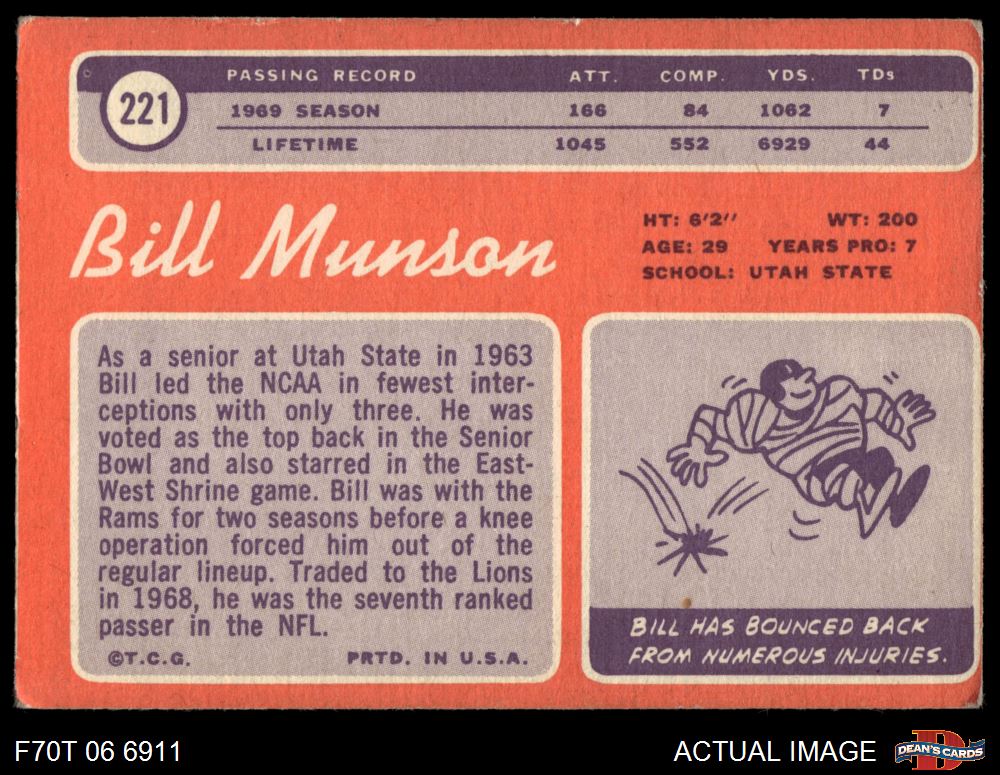 221
PASSING RECORD ATT. COMP. YDS. TDs
1969 SEASON 166 84 1062 7
LIFETIME 1045 552 6929 44
Bill Munson
HT: 6'2" WT: 200
AGE: 29 YEARS PRO: 7
SCHOOL: UTAH STATE
As a senior at Utah State in 1963
Bill led the NCAA in fewest inter-
ceptions with only three. He was
voted as the top back in the Senior
Bowl and also starred in the East-
West Shrine game. Bill was with the
Rams for two seasons before a knee
operation forced him out of the
regular lineup. Traded to the Lions
in 1968, he was the seventh ranked
passer in the NFL.
©T.C.G. PRTD. IN U.S.A.
BILL HAS BOUNCED BACK
FROM NUMEROUS INJURIES.
F70T 06 6911 ACTUAL IMAGE
DEAN'S CARDS